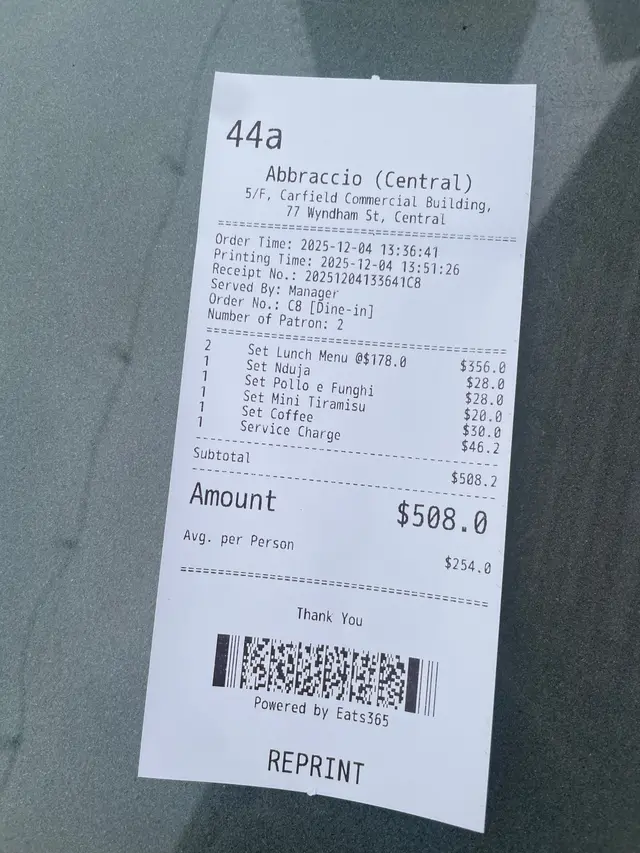 44a
Abbraccio (Central)
5/F, Carfield Commercial Building,
77 Wyndham St, Central
Order Time: 2025-12-04 13:36:41
Printing Time: 2025-12-04 13:51:26
Receipt No.: 20251204133641C8
Served By: Manager
Order No.: C8 [Dine-in]
Number of Patron: 2
2 Set Lunch Menu @$178.0 $356.0
1 Set Nduja $28.0
1 Set Pollo e Funghi $28.0
1 Set Mini Tiramisu $20.0
1 Set Coffee $30.0
1 Service Charge $46.2
Subtotal $508.2
Amount $508.0
Avg. per Person $254.0
Thank You
Powered by Eats365
REPRINT